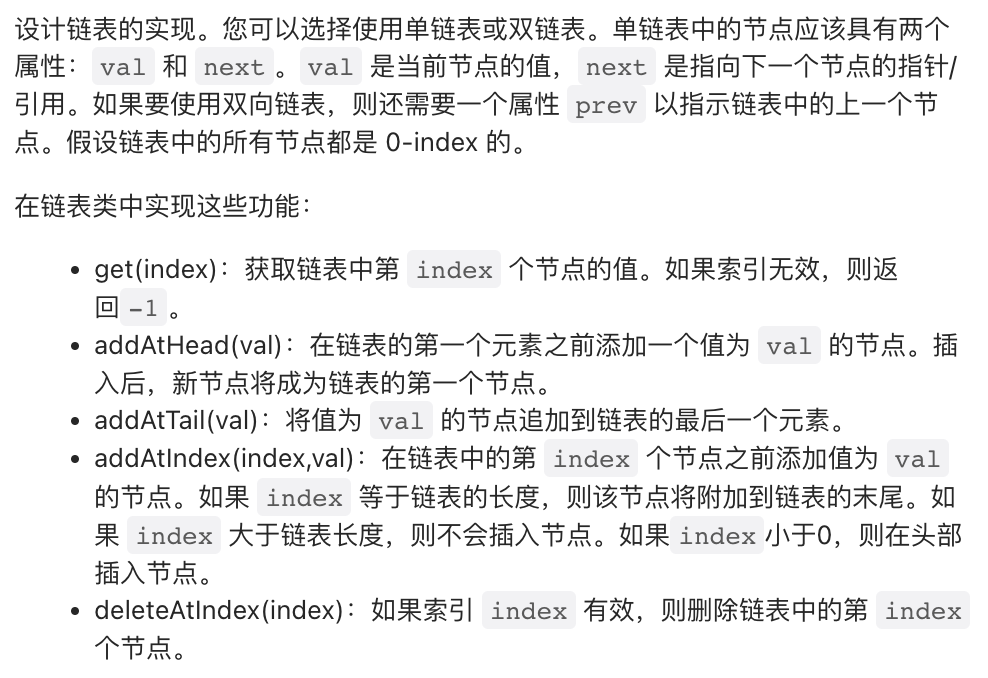 设计链表的实现。您可以选择使用单链表或双链表。单链表中的节点应该具有两个
属性：val 和 next。val 是当前节点的值，next 是指向下一个节点的指针/
引用。如果要使用双向链表，则还需要一个属性 prev 以指示链表中的上一个节
点。假设链表中的所有节点都是 0-index 的。
在链表类中实现这些功能：
• get(index)：获取链表中第 index 个节点的值。如果索引无效，则返
回-1。
• addAtHead(val)：在链表的第一个元素之前添加一个值为 val 的节点。插
入后，新节点将成为链表的第一个节点。
• addAtTail(val)：将值为 val 的节点追加到链表的最后一个元素。
• addAtIndex(index,val)：在链表中的第 index 个节点之前添加值为 val
的节点。如果 index 等于链表的长度，则该节点将附加到链表的末尾。如
果 index 大于链表长度，则不会插入节点。如果index小于0，则在头部
插入节点。
• deleteAtIndex(index)：如果索引 index 有效，则删除链表中的第 index
个节点。